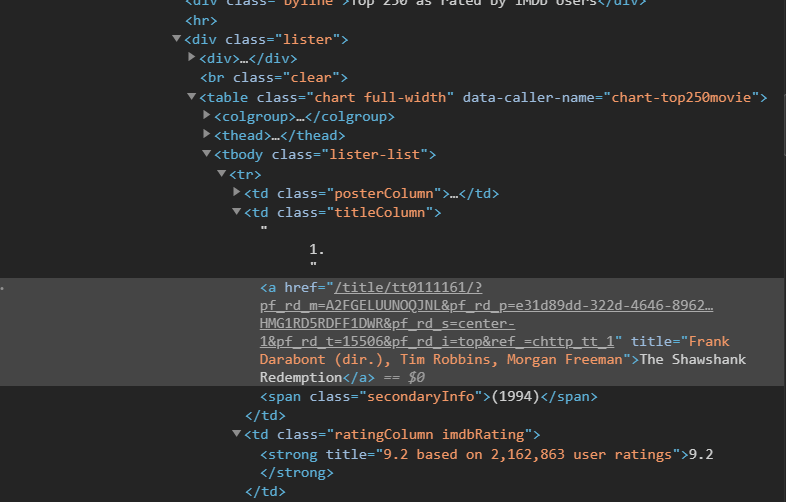 <div class="byline">Top 250 as rated by IMDb Users</div>
<hr>
▼<div class="lister">
▶<div>…</div>
<br class="clear">
▼<table class="chart full-width" data-caller-name="chart-top250movie">
▶<colgroup>…</colgroup>
▶<thead>…</thead>
▼<tbody class="lister-list">
▼<tr>
▶<td class="posterColumn">…</td>
▼<td class="titleColumn">
"
1.
"
<a href="/title/tt0111161/?
pf_rd_m=A2FGELUUNOQJNL&pf_rd_p=e31d89dd-322d-4646-8962…
HMG1RD5RDFF1DWR&pf_rd_s=center-
1&pf_rd_t=15506&pf_rd_i=top&ref_=chttp_tt_1" title="Frank
Darabont (dir.), Tim Robbins, Morgan Freeman">The Shawshank
Redemption</a> == $0
<span class="secondaryInfo">(1994)</span>
</td>
▼<td class="ratingColumn imdbRating">
<strong title="9.2 based on 2,162,863 user ratings">9.2
</strong>
</td>